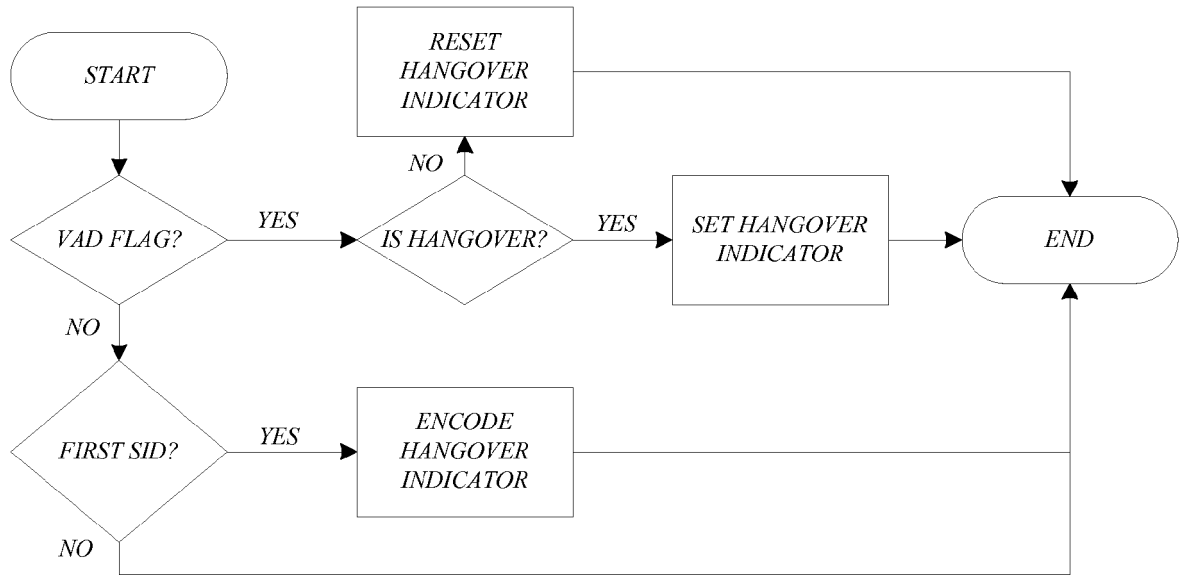 START
RESET
HANGOVER
INDICATOR
NO
VAD FLAG?
YES
IS HANGOVER?
YES
SET HANGOVER
INDICATOR
END
NO
FIRST SID?
YES
ENCODE
HANGOVER
INDICATOR
NO